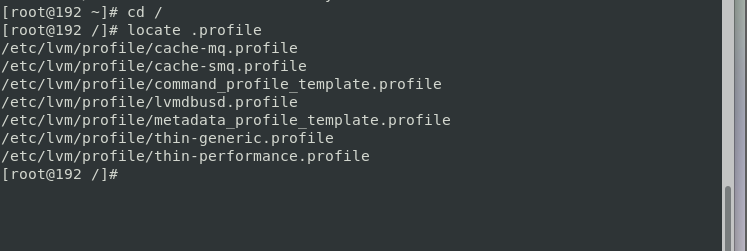 [root@192 ~]# cd /
[root@192 /]# locate .profile
/etc/lvm/profile/cache-mq.profile
/etc/lvm/profile/cache-smq.profile
/etc/lvm/profile/command_profile_template.profile
/etc/lvm/profile/lvmdbusd.profile
/etc/lvm/profile/metadata_profile_template.profile
/etc/lvm/profile/thin-generic.profile
/etc/lvm/profile/thin-performance.profile
[root@192 /]#